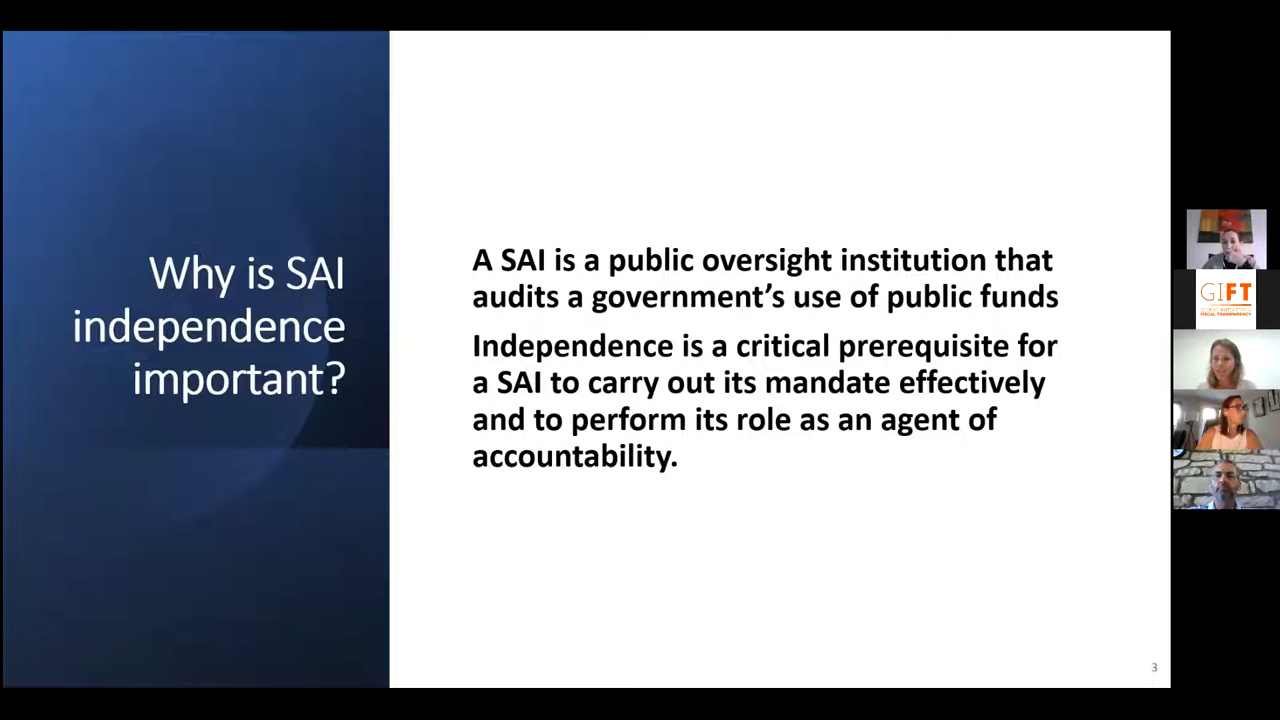 Why is SAI
independence
important?
A SAI is a public oversight institution that
audits a government’s use of public funds
Independence is a critical prerequisite for
a SAI to carry out its mandate effectively
and to perform its role as an agent of
accountability.
3
GIFT
FISCAL TRANSPARENCY